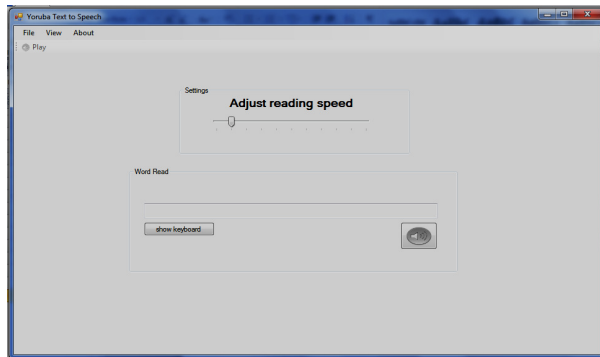 Yoruba Text to Speech
File View About
Play
Settings
Adjust reading speed
Word Read
show keyboard